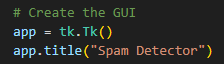 # Create the GUI
app = tk.Tk()
app.title("Spam Detector")